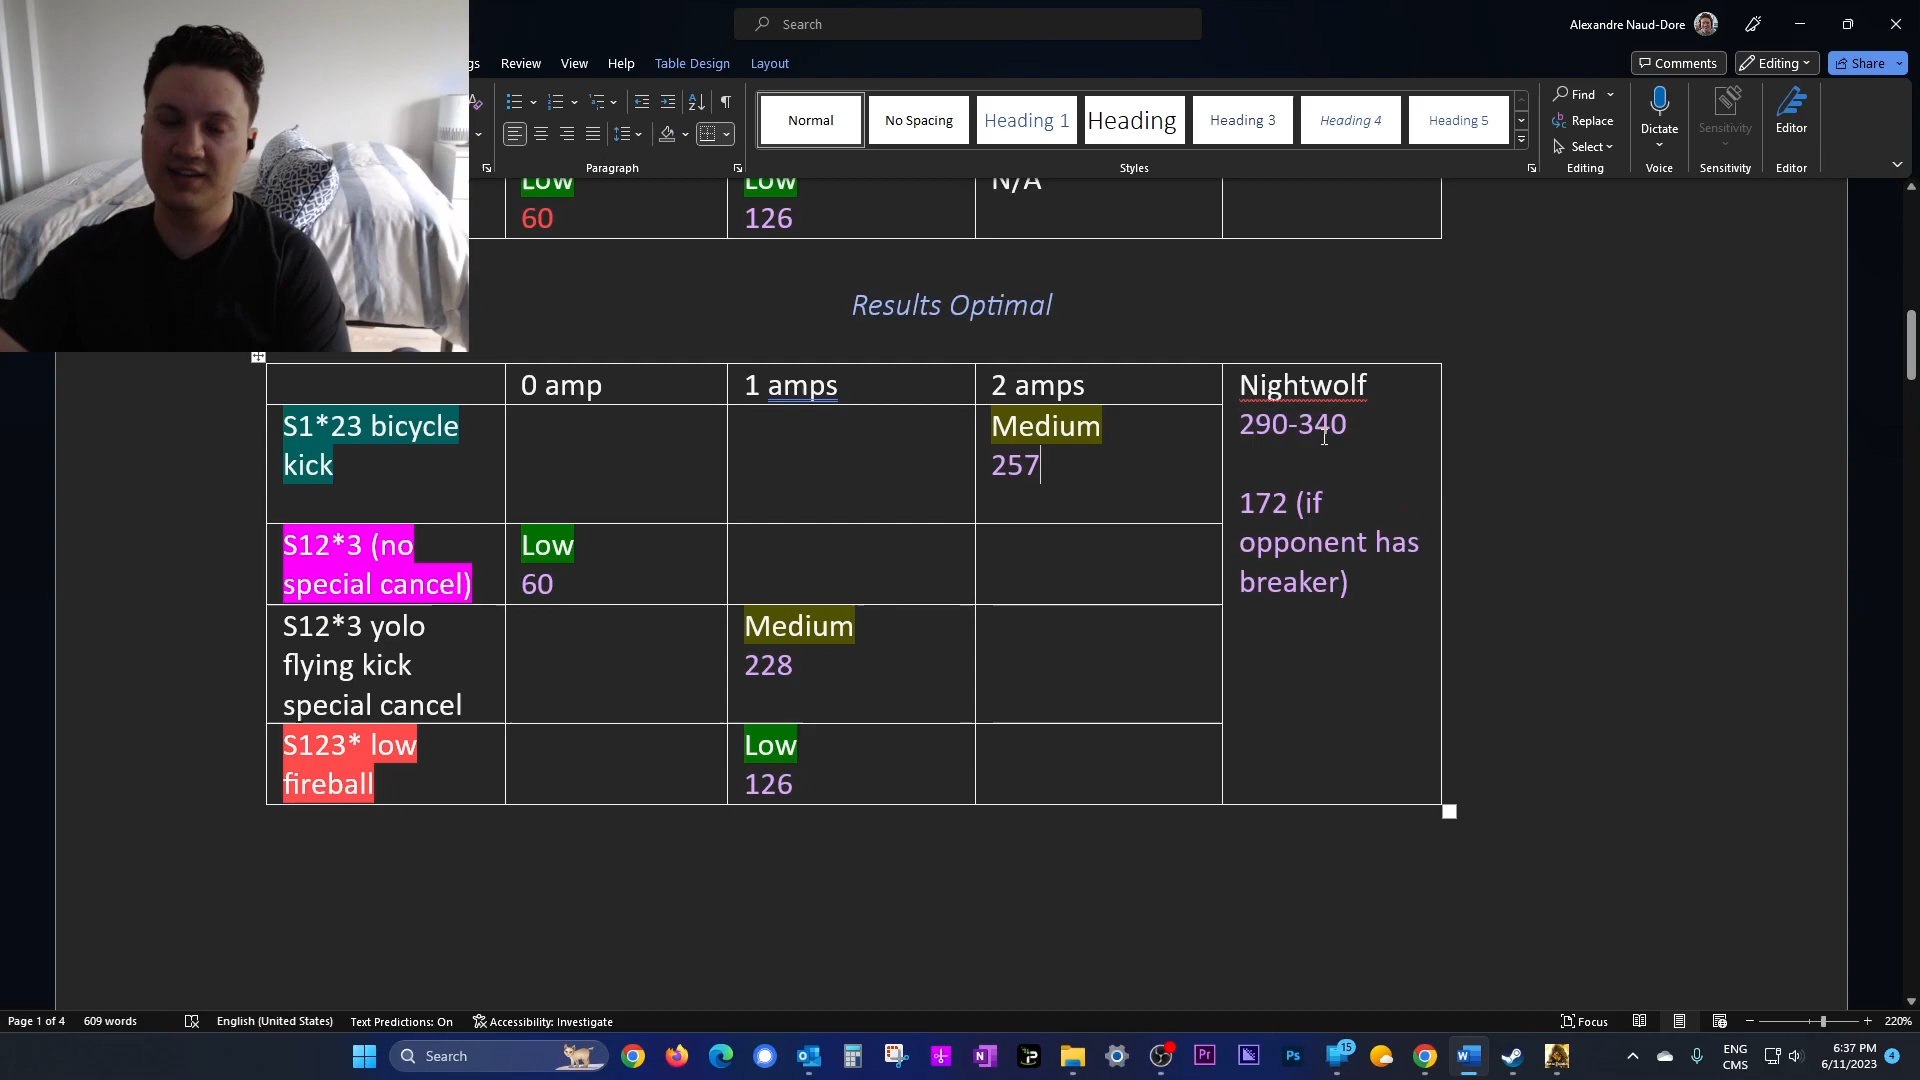 Search
Alexandre Naud-Dore
gs Review View Help Table Design Layout
Comments Editing Share
Normal No Spacing Heading 1 Heading Heading 3 Heading 4 Heading 5
Find
Replace
Select
Dictate Sensitivity Editor
Paragraph Styles Editing Voice Sensitivity Editor
Low Low N/A
60 126
Results Optimal
0 amp 1 amps 2 amps Nightwolf
S1*23 bicycle Medium 290-340
kick 257
172 (if
opponent has
breaker)
S12*3 (no Low
special cancel) 60
S12*3 yolo Medium
flying kick 228
special cancel
S123* low Low
fireball 126
Page 1 of 4 609 words English (United States) Text Predictions: On Accessibility: Investigate Focus 220%
Search
15
ENG
CMS
6:37 PM
6/11/2023
4